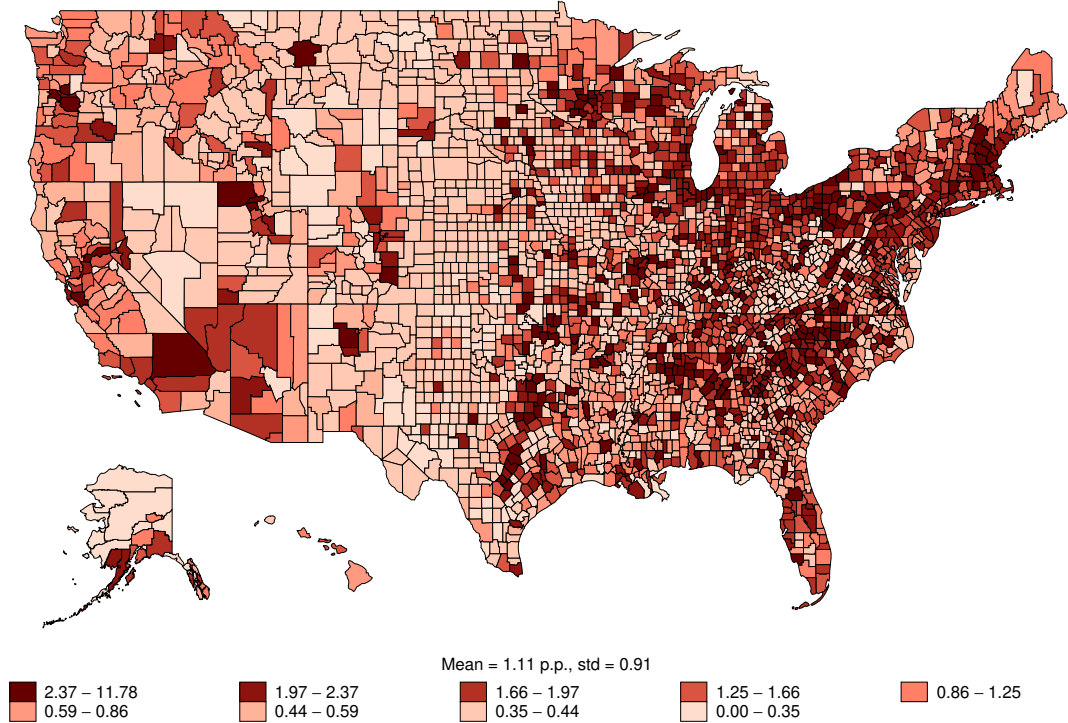 Mean = 1.11 p.p., std = 0.91
2.37 – 11.78 1.97 – 2.37 1.66 – 1.97 1.25 – 1.66 0.86 – 1.25
0.59 – 0.86 0.44 – 0.59 0.35 – 0.44 0.00 – 0.35